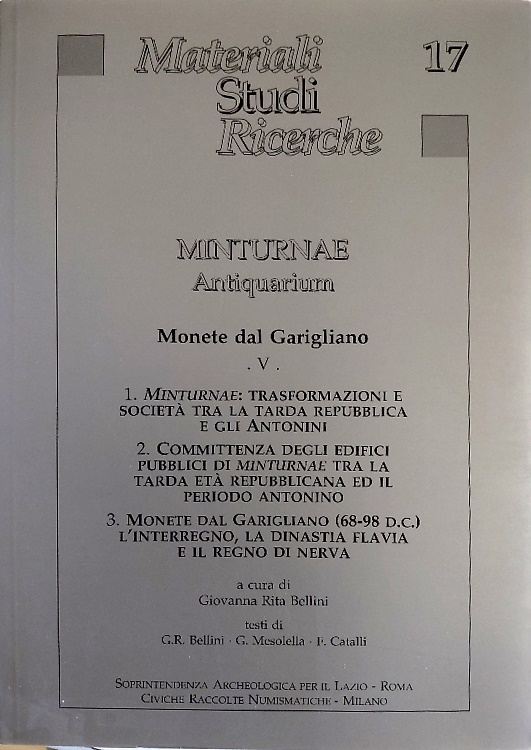 Materiali 17
Studi
Ricerche
MINTURNAE
Antiquarium
Monete dal Garigliano
. V .
1. MINTURNAE: TRASFORMAZIONI E
SOCIETÀ TRA LA TARDA REPUBBLICA
E GLI ANTONINI
2. COMMITTENZA DEGLI EDIFICI
PUBBLICI DI MINTURNAE TRA LA
TARDA ETÀ REPUBBLICANA ED IL
PERIODO ANTONINO
3. MONETE DAL GARIGLIANO (68-98 D.C.)
L'INTERREGNO, LA DINASTIA FLAVIA
E IL REGNO DI NERVA
a cura di
Giovanna Rita Bellini
testi di
G.R. Bellini · G. Mesolella · F. Catalli
SOPRINTENDENZA ARCHEOLOGICA PER IL LAZIO - ROMA
CIVICHE RACCOLTE NUMISMATICHE - MILANO